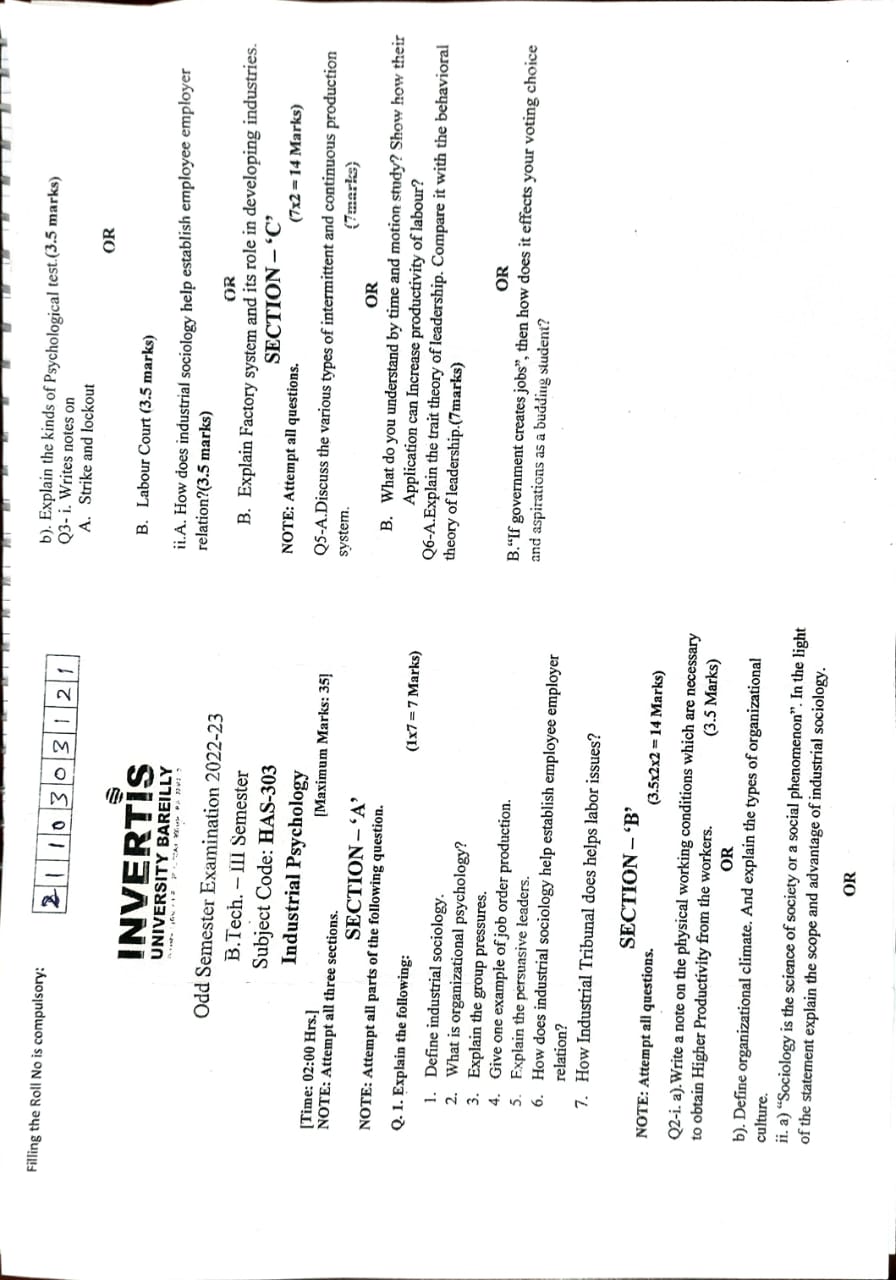 Filling the Roll No is compulsory:
2 1 1 0 3 0 3 1 2 1
INVERTIS
UNIVERSITY BAREILLY
Odd Semester Examination 2022-23
B.Tech. – III Semester
Subject Code: HAS-303
Industrial Psychology
[Time: 02:00 Hrs.] [Maximum Marks: 35]
NOTE: Attempt all three sections.
SECTION – 'A'
NOTE: Attempt all parts of the following question.
Q. 1. Explain the following: (1x7 = 7 Marks)
1. Define industrial sociology.
2. What is organizational psychology?
3. Explain the group pressures.
4. Give one example of job order production.
5. Explain the persuasive leaders.
6. How does industrial sociology help establish employee employer
relation?
7. How Industrial Tribunal does helps labor issues?
SECTION – 'B'
NOTE: Attempt all questions. (3.5x2x2 = 14 Marks)
Q2-i. a).Write a note on the physical working conditions which are necessary
to obtain Higher Productivity from the workers. (3.5 Marks)
OR
b). Define organizational climate. And explain the types of organizational
culture.
ii. a) “Sociology is the science of society or a social phenomenon”. In the light
of the statement explain the scope and advantage of industrial sociology.
OR
b). Explain the kinds of Psychological test.(3.5 marks)
Q3- i. Writes notes on
A. Strike and lockout
OR
B. Labour Court (3.5 marks)
ii.A. How does industrial sociology help establish employee employer
relation?(3.5 marks)
OR
B. Explain Factory system and its role in developing industries.
SECTION – 'C'
NOTE: Attempt all questions. (7x2 = 14 Marks)
Q5-A.Discuss the various types of intermittent and continuous production
system. (7marks)
OR
B. What do you understand by time and motion study? Show how their
Application can Increase productivity of labour?
Q6-A.Explain the trait theory of leadership. Compare it with the behavioral
theory of leadership.(7marks)
OR
B.“If government creates jobs”, then how does it effects your voting choice
and aspirations as a budding student?